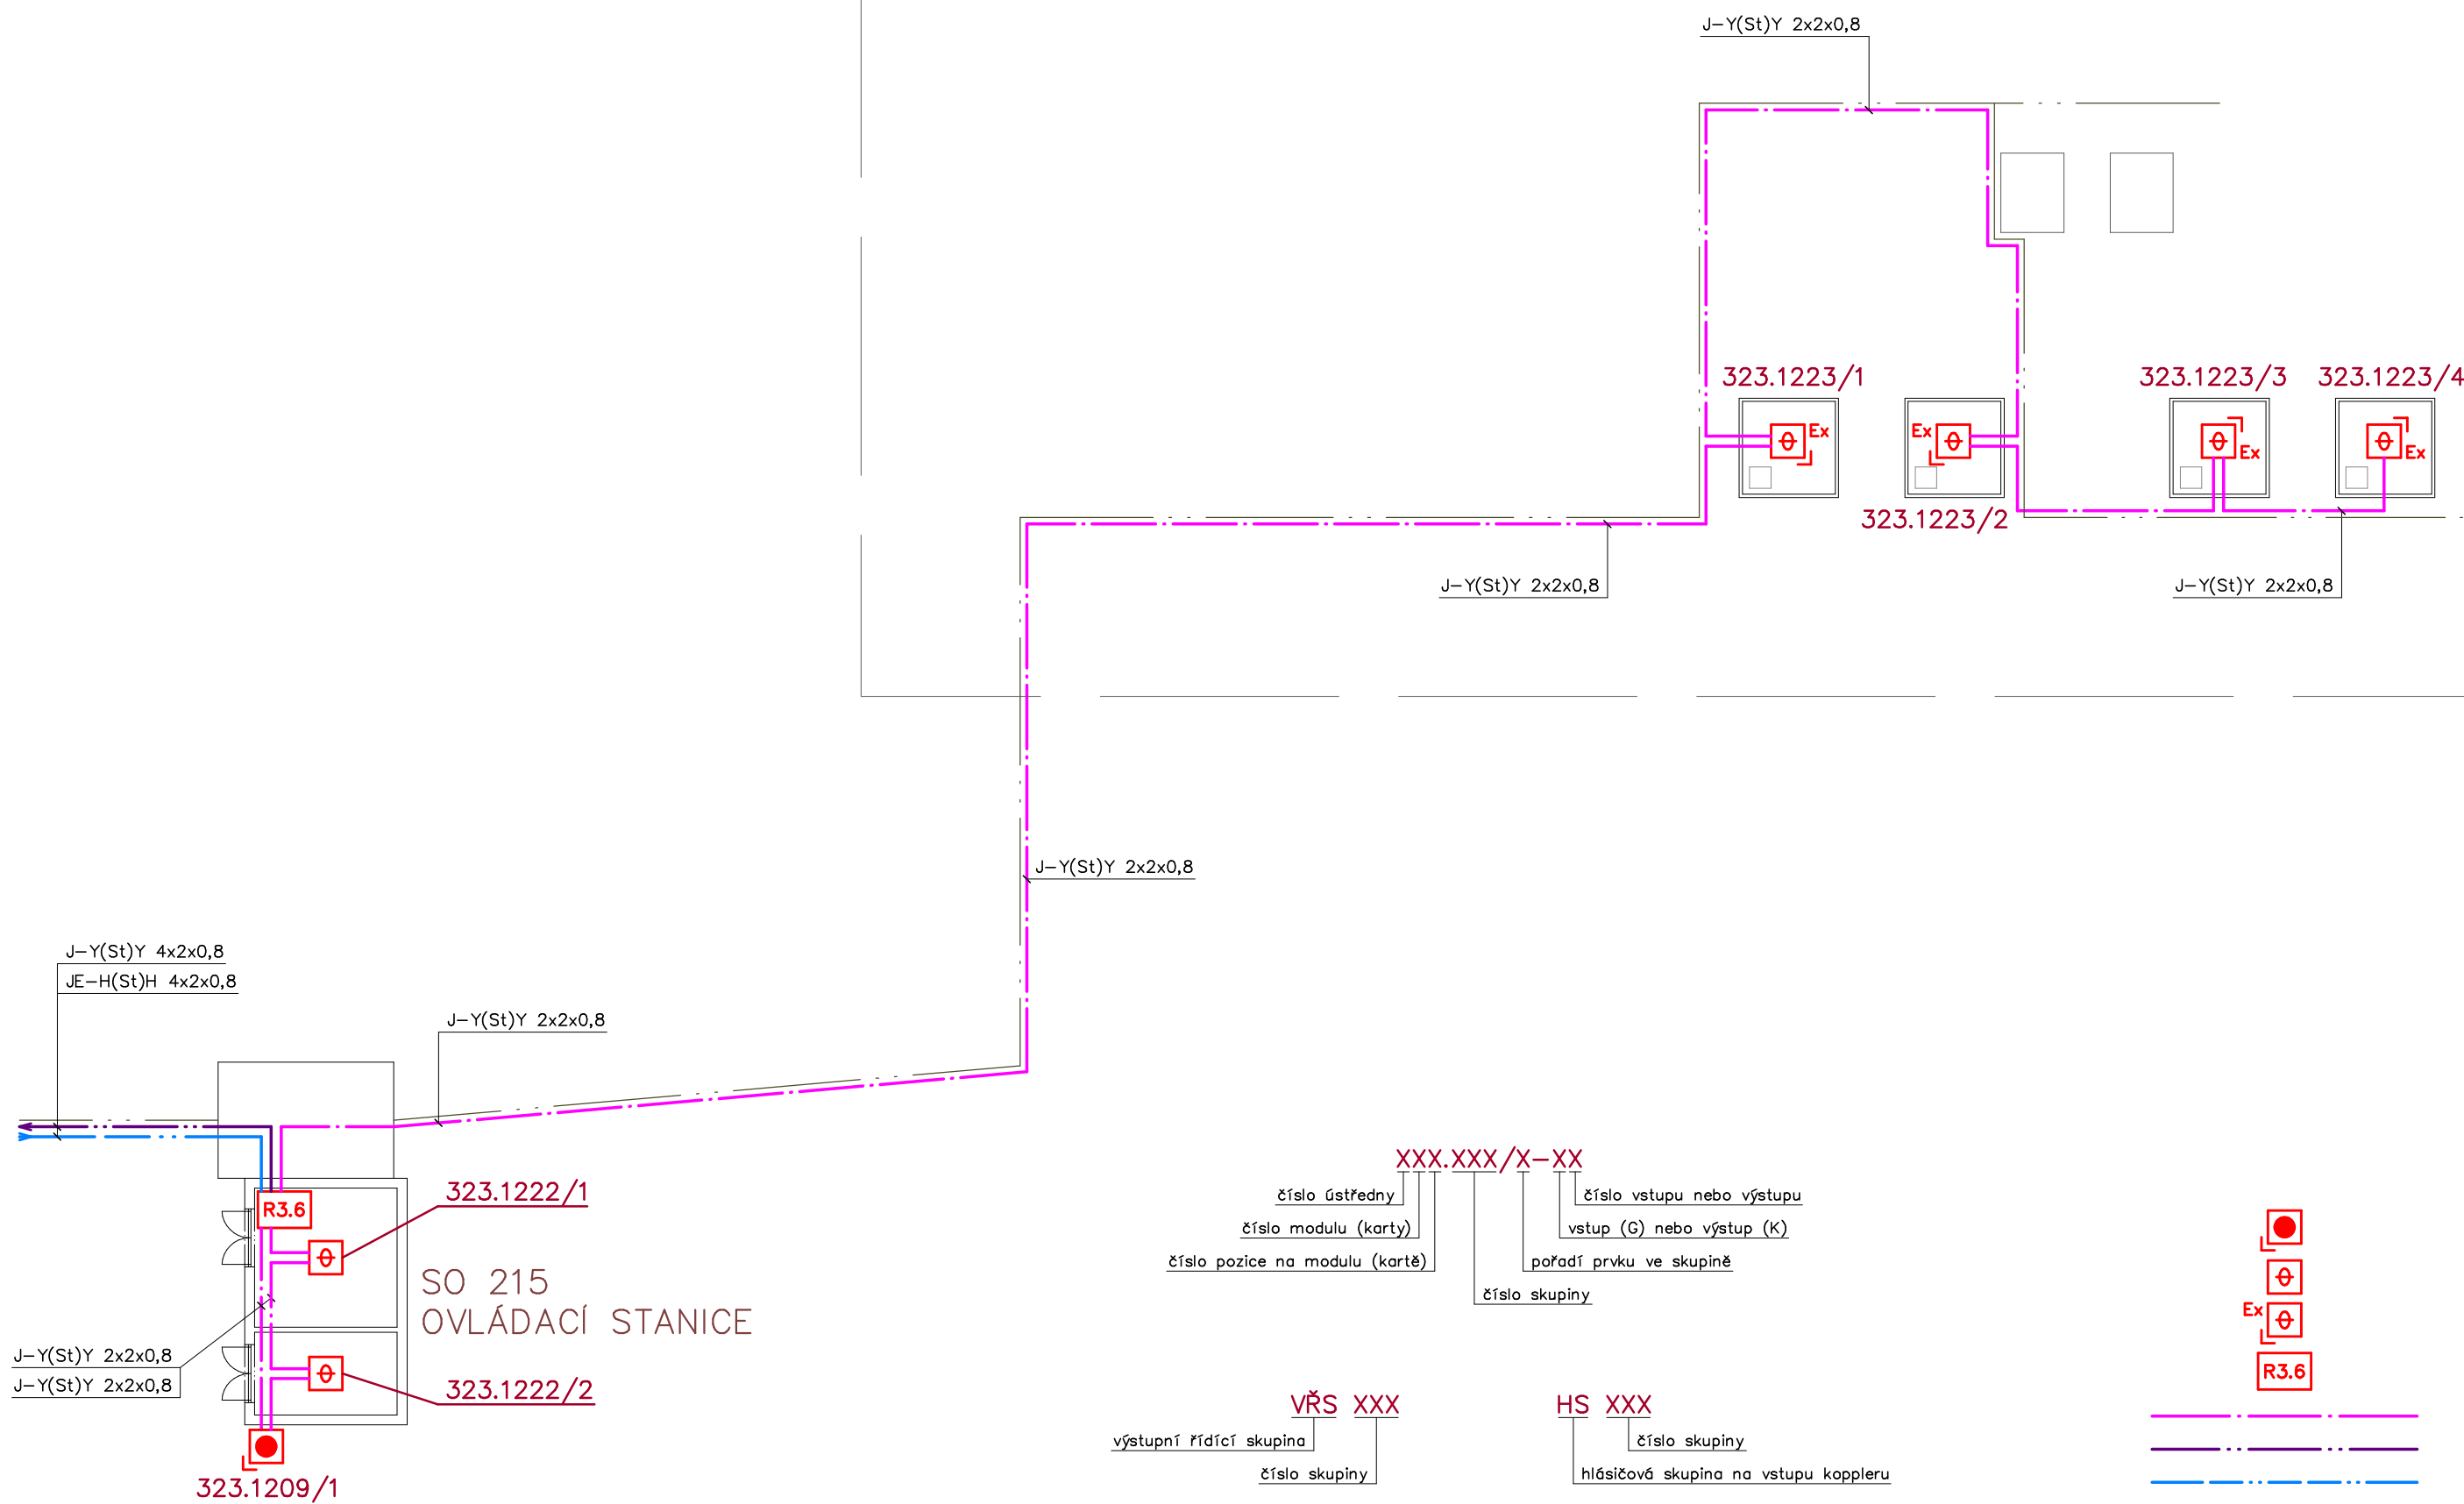 J-Y(St)Y 2x2x0,8
323.1223/1
323.1223/3
323.1223/4
Ex
Ex
Ex
Ex
323.1223/2
J-Y(St)Y 2x2x0,8
J-Y(St)Y 2x2x0,8
J-Y(St)Y 2x2x0,8
J-Y(St)Y 4x2x0,8
JE-H(St)H 4x2x0,8
J-Y(St)Y 2x2x0,8
R3.6
323.1222/1
SO 215
OVLÁDACÍ STANICE
J-Y(St)Y 2x2x0,8
J-Y(St)Y 2x2x0,8
323.1222/2
323.1209/1
XXX.XXX/X-XX
číslo ústředny
číslo vstupu nebo výstupu
číslo modulu (karty)
vstup (G) nebo výstup (K)
číslo pozice na modulu (kartě)
pořadí prvku ve skupině
číslo skupiny
VŘS XXX
výstupní řídící skupina
číslo skupiny
HS XXX
číslo skupiny
hlásičová skupina na vstupu koppleru
Ex
R3.6